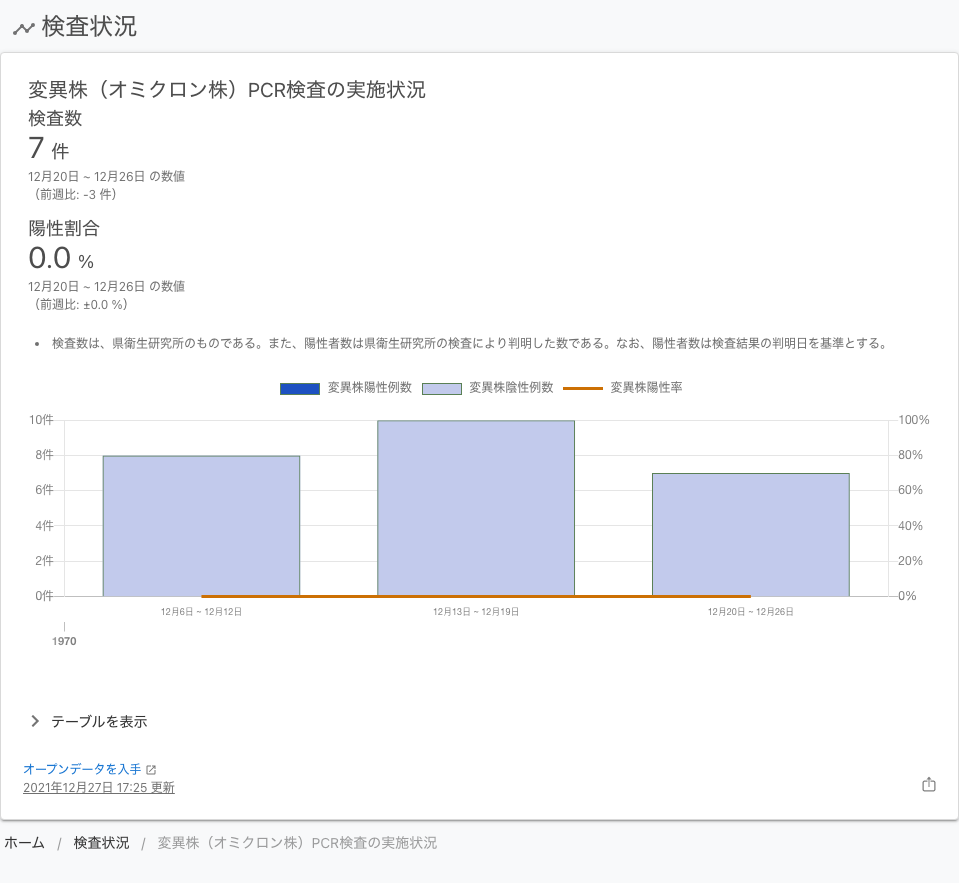 検査状況
変異株（オミクロン株）PCR検査の実施状況
検査数
7 件
12月20日 ~ 12月26日 の数値
（前週比: -3 件）
陽性割合
0.0 %
12月20日 ~ 12月26日 の数値
（前週比: ±0.0 %）
• 検査数は、県衛生研究所のものである。また、陽性者数は県衛生研究所の検査により判明した数である。なお、陽性者数は検査結果の判明日を基準とする。
変異株陽性例数 変異株陰性例数 変異株陽性率
10件 100%
8件 80%
6件 60%
4件 40%
2件 20%
0件 0%
12月6日 ~ 12月12日 12月13日 ~ 12月19日 12月20日 ~ 12月26日
1970
テーブルを表示
オープンデータを入手
2021年12月27日 17:25 更新
ホーム / 検査状況 / 変異株（オミクロン株）PCR検査の実施状況